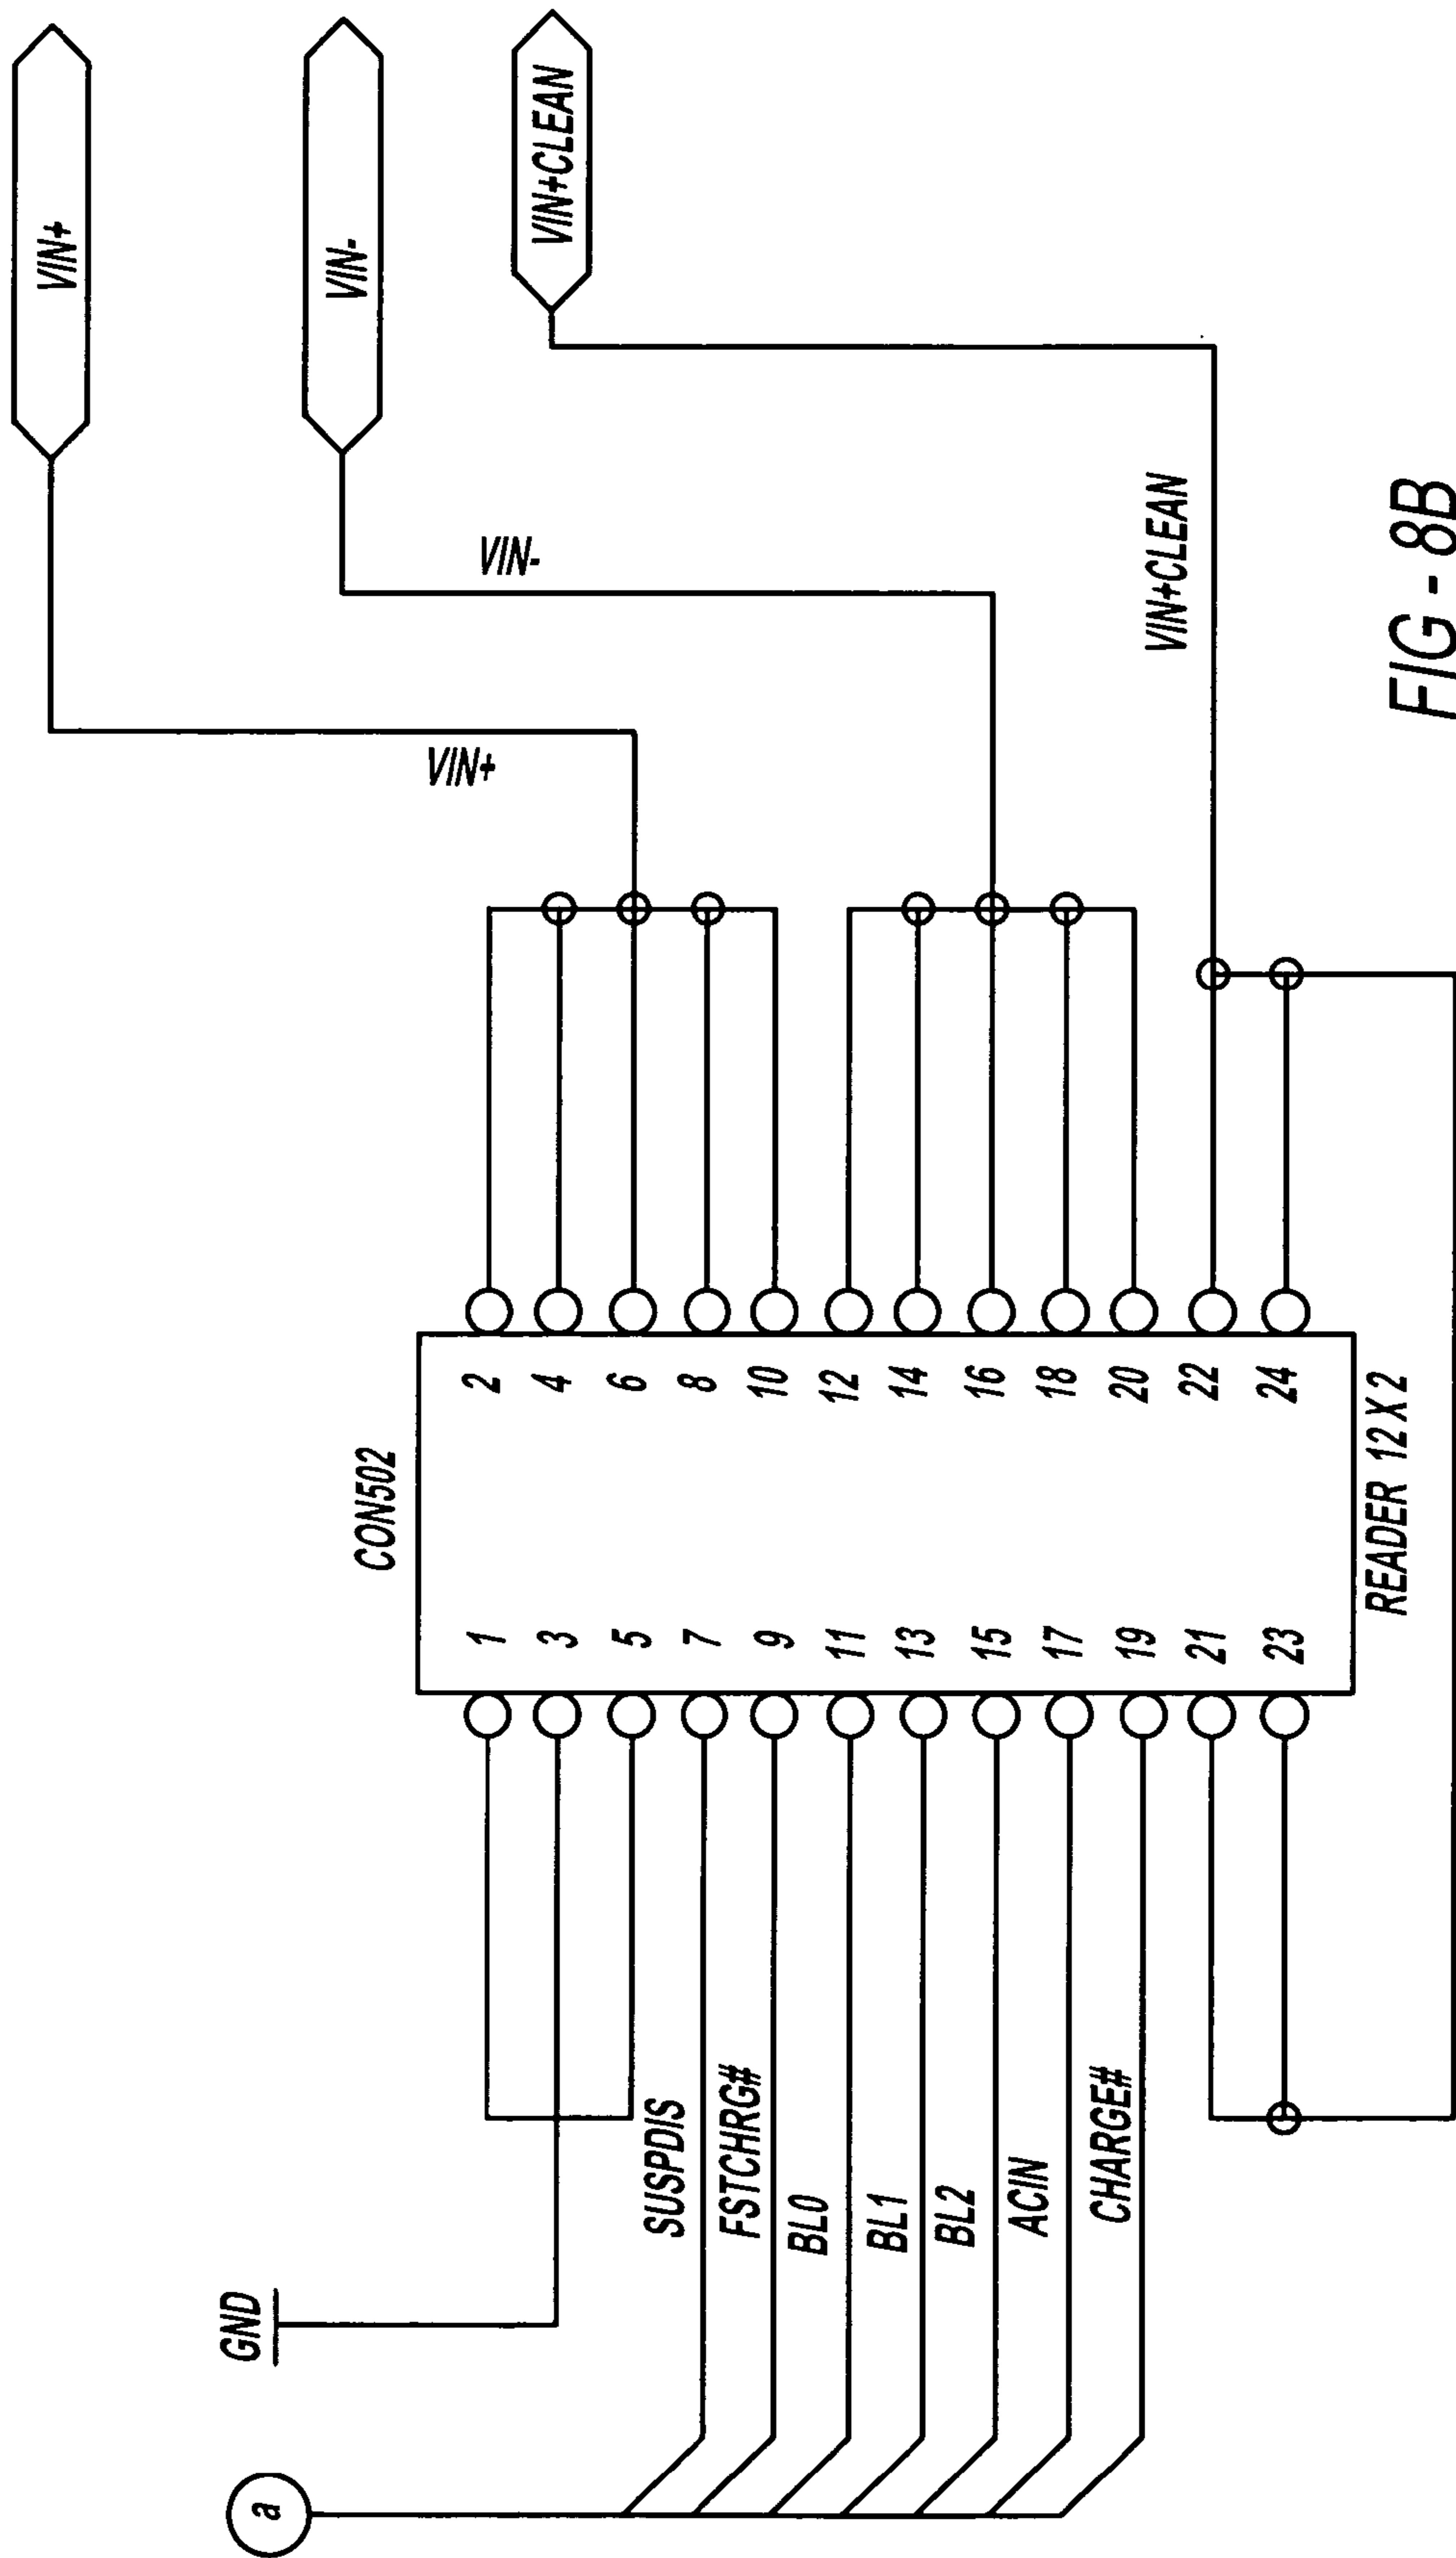 CON502
READER 12 X 2
1
3
5
7
9
11
13
15
17
19
21
23
2
4
6
8
10
12
14
16
18
20
22
24
GND
a
SUSPDIS
FSTCHRG#
BL0
BL1
BL2
ACIN
CHARGE#
VIN+
VIN-
VIN+CLEAN
VIN+
VIN-
VIN+CLEAN
FIG - 8B